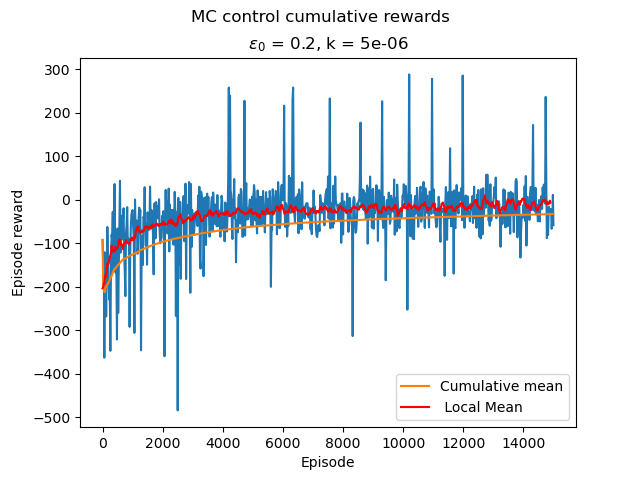 MC control cumulative rewards
ε₀ = 0.2, k = 5e-06
Episode reward
300
200
100
0
−100
−200
−300
−400
−500
Cumulative mean
Local Mean
0
2000
4000
6000
8000
10000
12000
14000
Episode